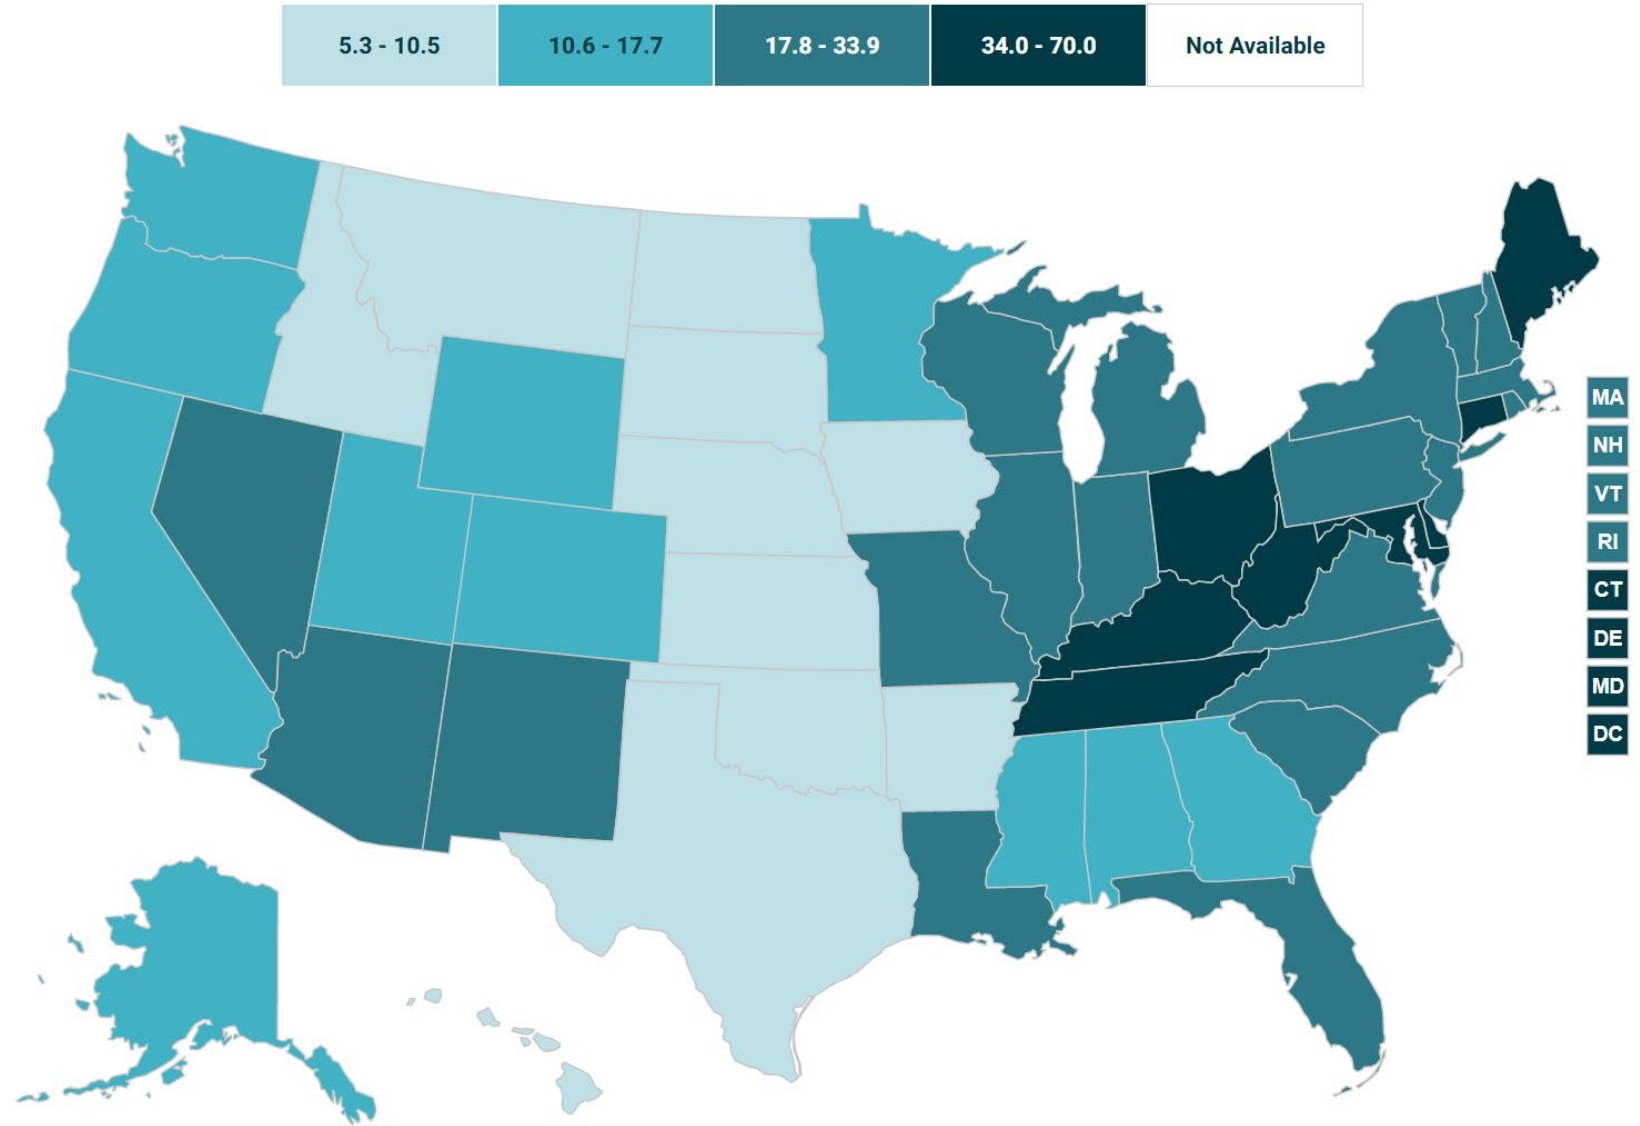 5.3 - 10.5 10.6 - 17.7 17.8 - 33.9 34.0 - 70.0 Not Available
MA
NH
VT
RI
CT
DE
MD
DC